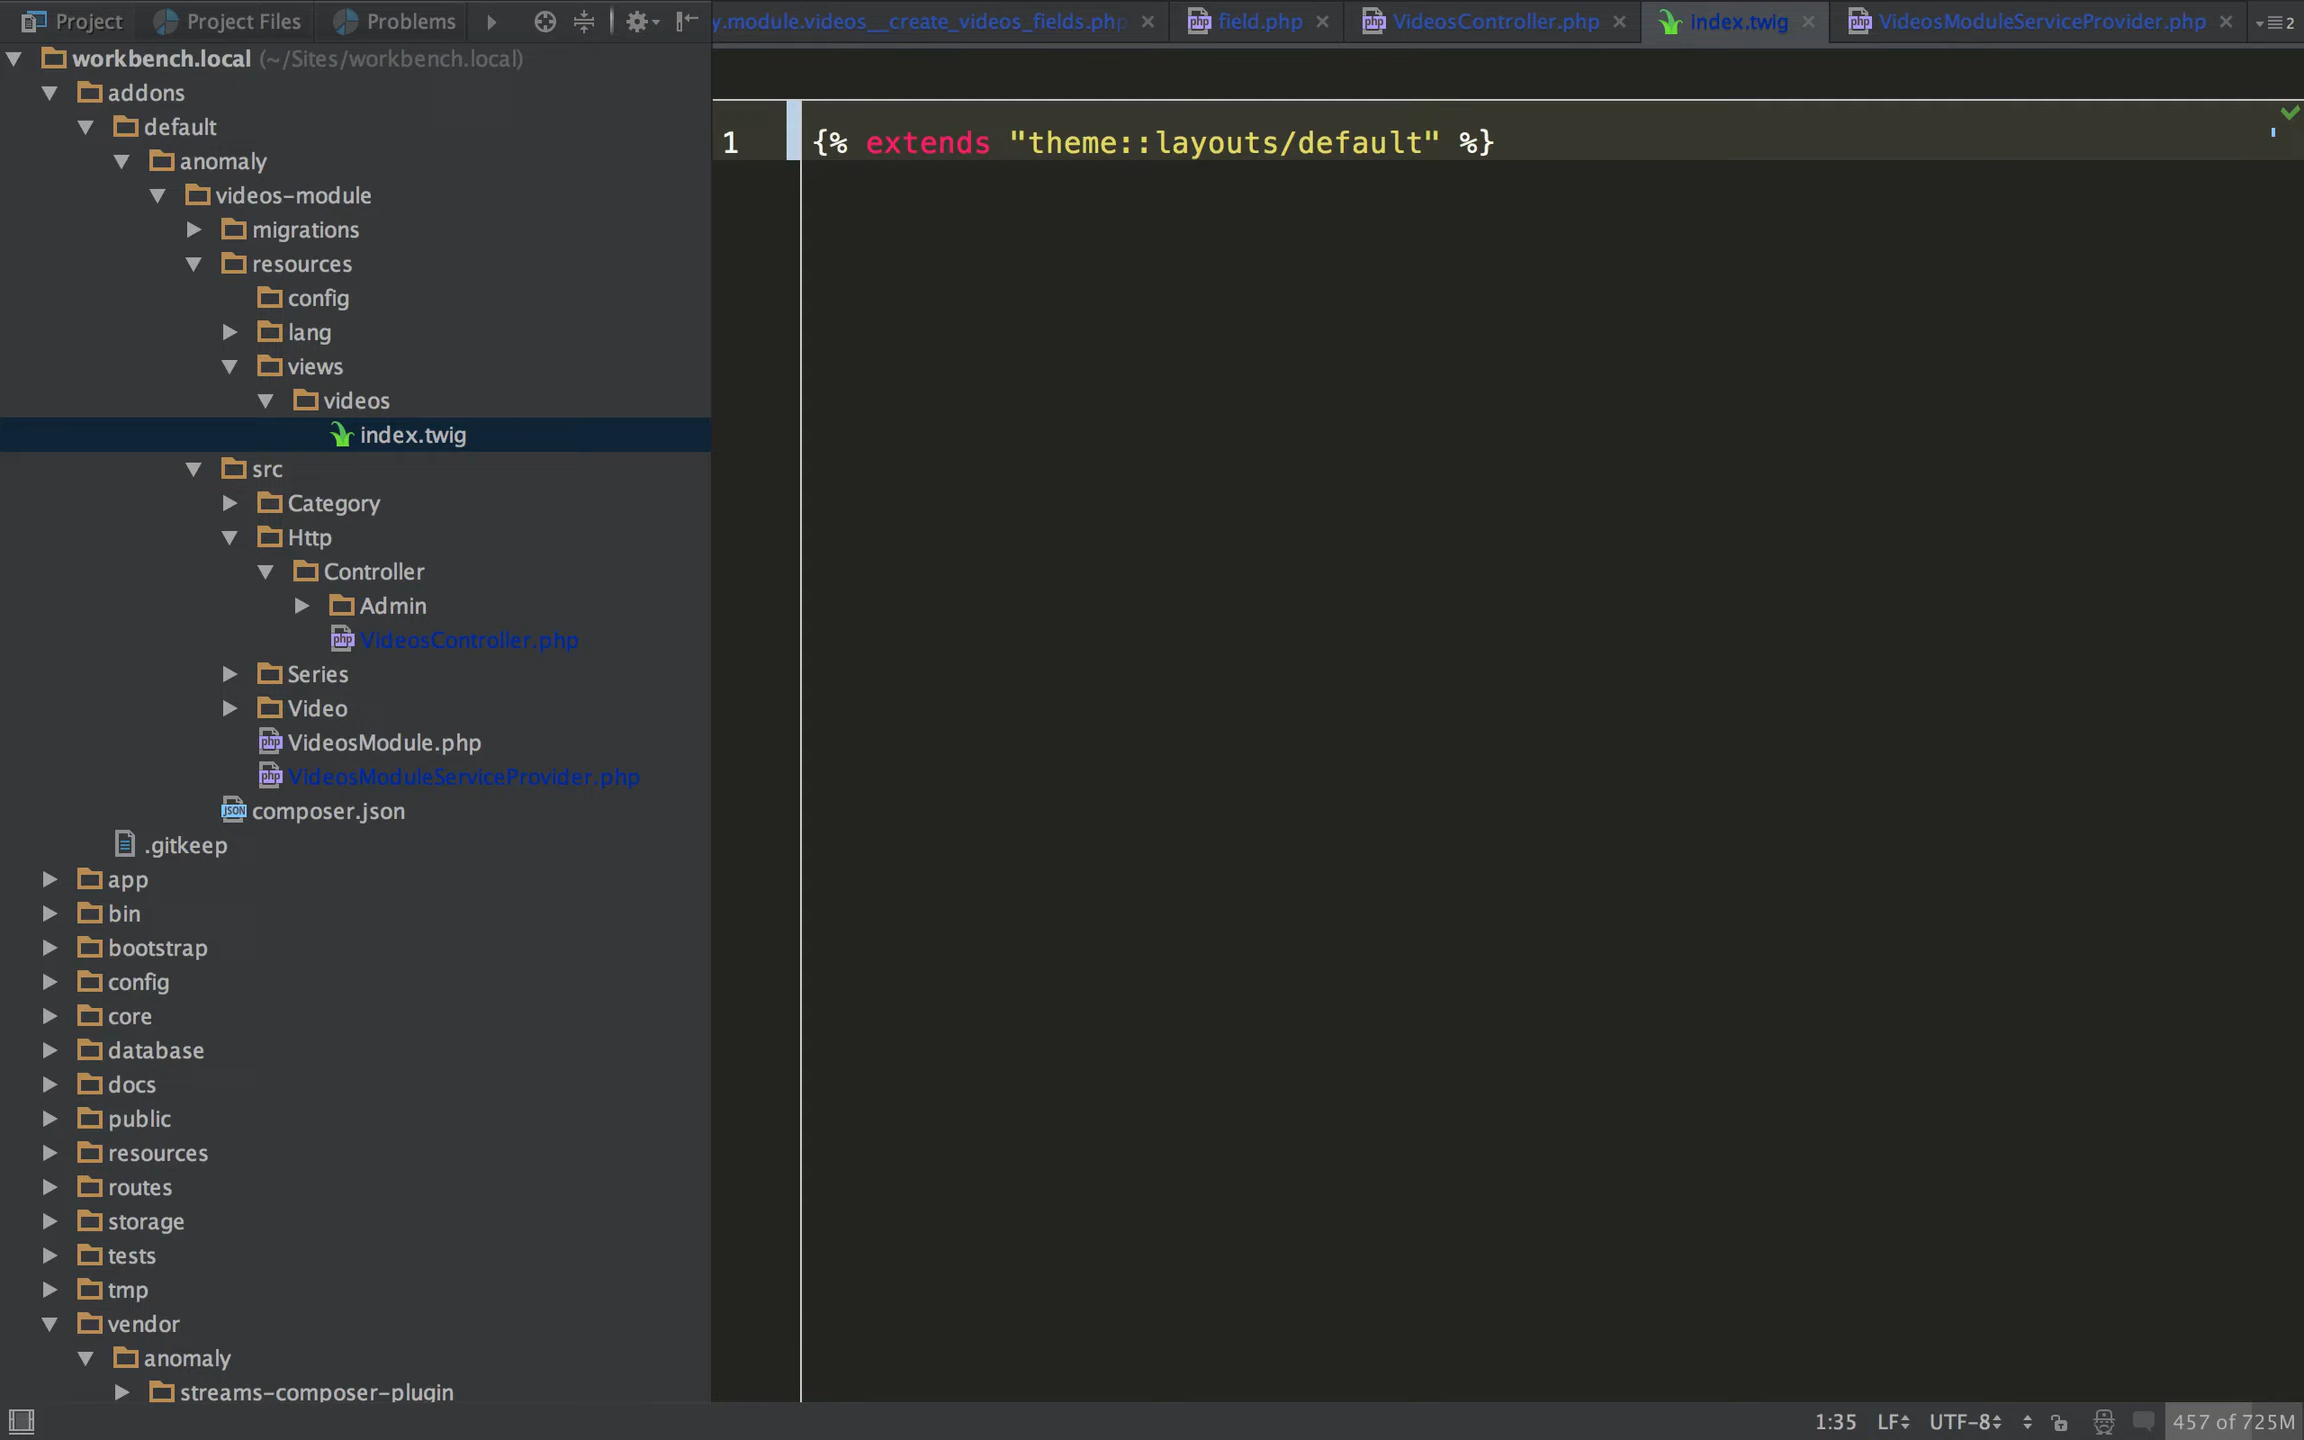 Project Project Files Problems
y.module.videos__create_videos_fields.php field.php VideosController.php index.twig VideosModuleServiceProvider.php 2
workbench.local (~/Sites/workbench.local)
addons
default
anomaly
videos-module
migrations
resources
config
lang
views
videos
index.twig
src
Category
Http
Controller
Admin
VideosController.php
Series
Video
VideosModule.php
VideosModuleServiceProvider.php
composer.json
.gitkeep
app
bin
bootstrap
config
core
database
docs
public
resources
routes
storage
tests
tmp
vendor
anomaly
streams-composer-plugin
1 {% extends "theme::layouts/default" %}
1:35 LF UTF-8 457 of 725M